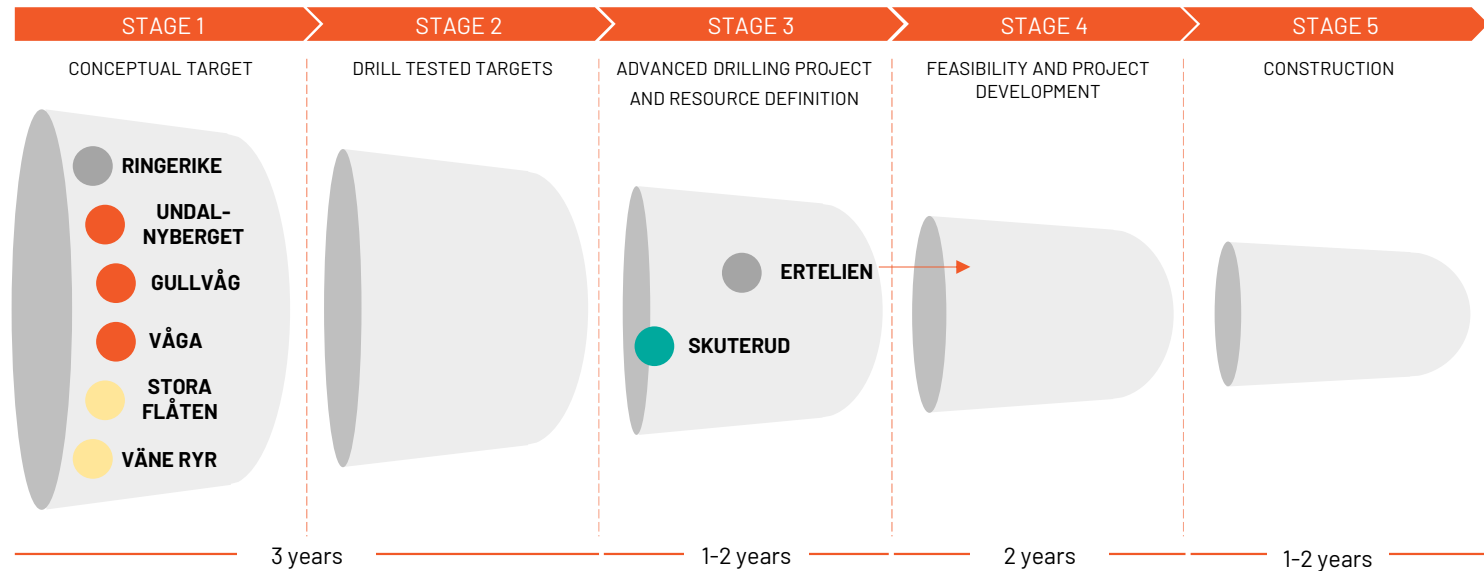 STAGE 1
STAGE 2
STAGE 3
STAGE 4
STAGE 5
CONCEPTUAL TARGET
DRILL TESTED TARGETS
ADVANCED DRILLING PROJECT
AND RESOURCE DEFINITION
FEASIBILITY AND PROJECT
DEVELOPMENT
CONSTRUCTION
RINGERIKE
UNDAL-
NYBERGET
GULLVÅG
VÅGA
STORA
FLÅTEN
VÄNE RYR
ERTELIEN
SKUTERUD
3 years
1-2 years
2 years
1-2 years